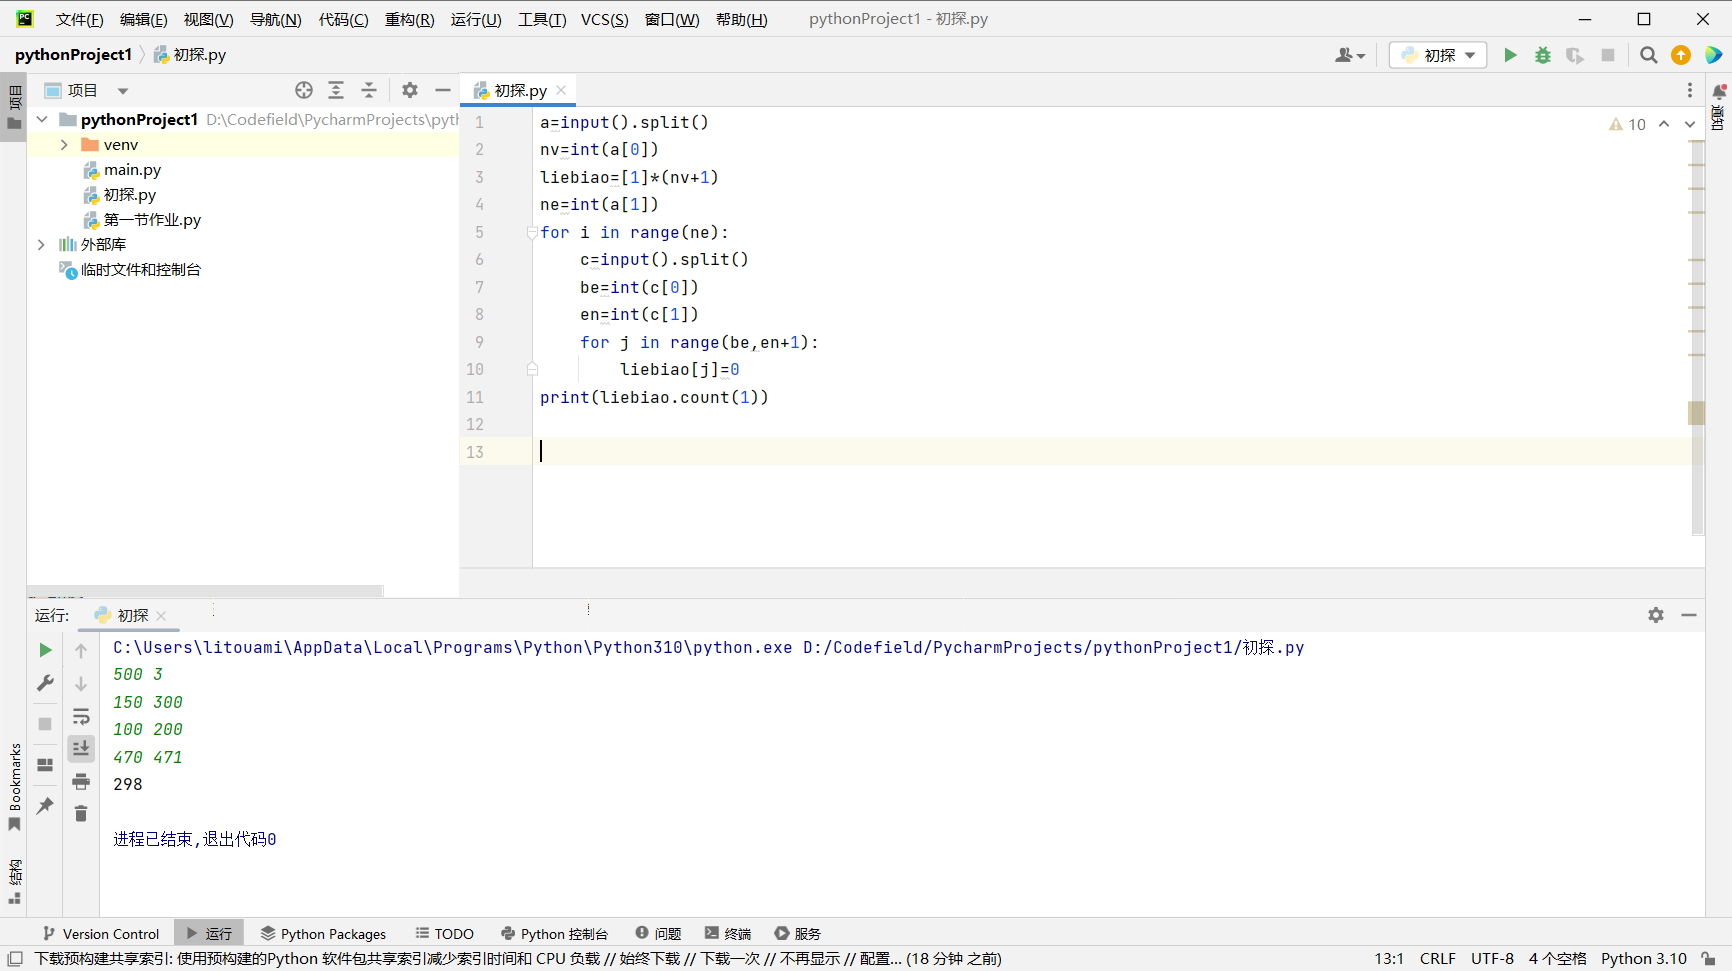 文件(F) 编辑(E) 视图(V) 导航(N) 代码(C) 重构(R) 运行(U) 工具(T) VCS(S) 窗口(W) 帮助(H) pythonProject1 - 初探.py
pythonProject1 初探.py
初探
项目
项目
初探.py
pythonProject1 D:\Codefield\PycharmProjects\pyth
venv
main.py
初探.py
第一节作业.py
外部库
临时文件和控制台
1 a=input().split()
2 nv=int(a[0])
3 liebiao=[1]*(nv+1)
4 ne=int(a[1])
5 for i in range(ne):
6 c=input().split()
7 be=int(c[0])
8 en=int(c[1])
9 for j in range(be,en+1):
10 liebiao[j]=0
11 print(liebiao.count(1))
12
13
10
通知
运行: 初探
C:\Users\litouami\AppData\Local\Programs\Python\Python310\python.exe D:/Codefield/PycharmProjects/pythonProject1/初探.py
500 3
150 300
100 200
470 471
298
进程已结束,退出代码0
Bookmarks
结构
Version Control 运行 Python Packages TODO Python 控制台 问题 终端 服务
下载预构建共享索引: 使用预构建的Python 软件包共享索引减少索引时间和 CPU 负载 // 始终下载 // 下载一次 // 不再显示 // 配置... (18 分钟 之前) 13:1 CRLF UTF-8 4 个空格 Python 3.10